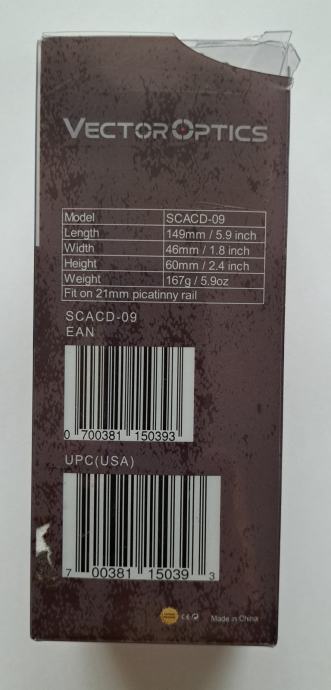 VECTOROPTICS
Model SCACD-09
Length 149mm / 5.9 inch
Width 46mm / 1.8 inch
Height 60mm / 2.4 inch
Weight 167g / 5.9oz
Fit on 21mm picatinny rail
SCACD-09
EAN
0 700381 150393
UPC(USA)
7 00381 15039 3
CE Made in China